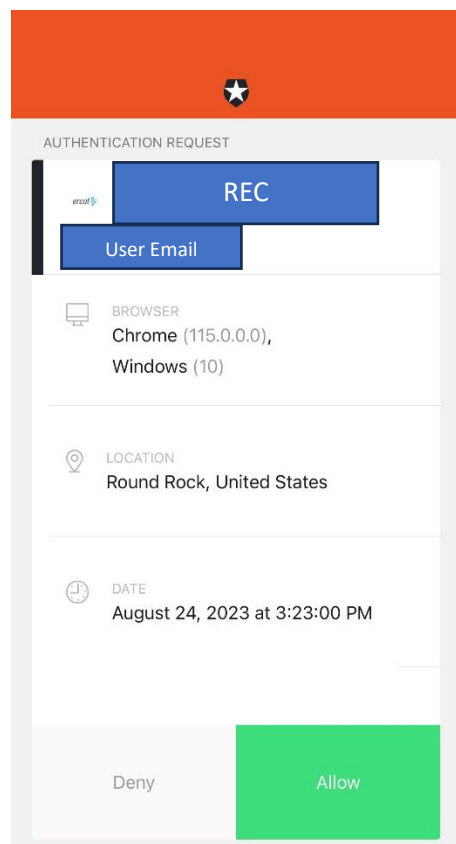 AUTHENTICATION REQUEST
ercot
REC
User Email
BROWSER
Chrome (115.0.0.0),
Windows (10)
LOCATION
Round Rock, United States
DATE
August 24, 2023 at 3:23:00 PM
Deny
Allow